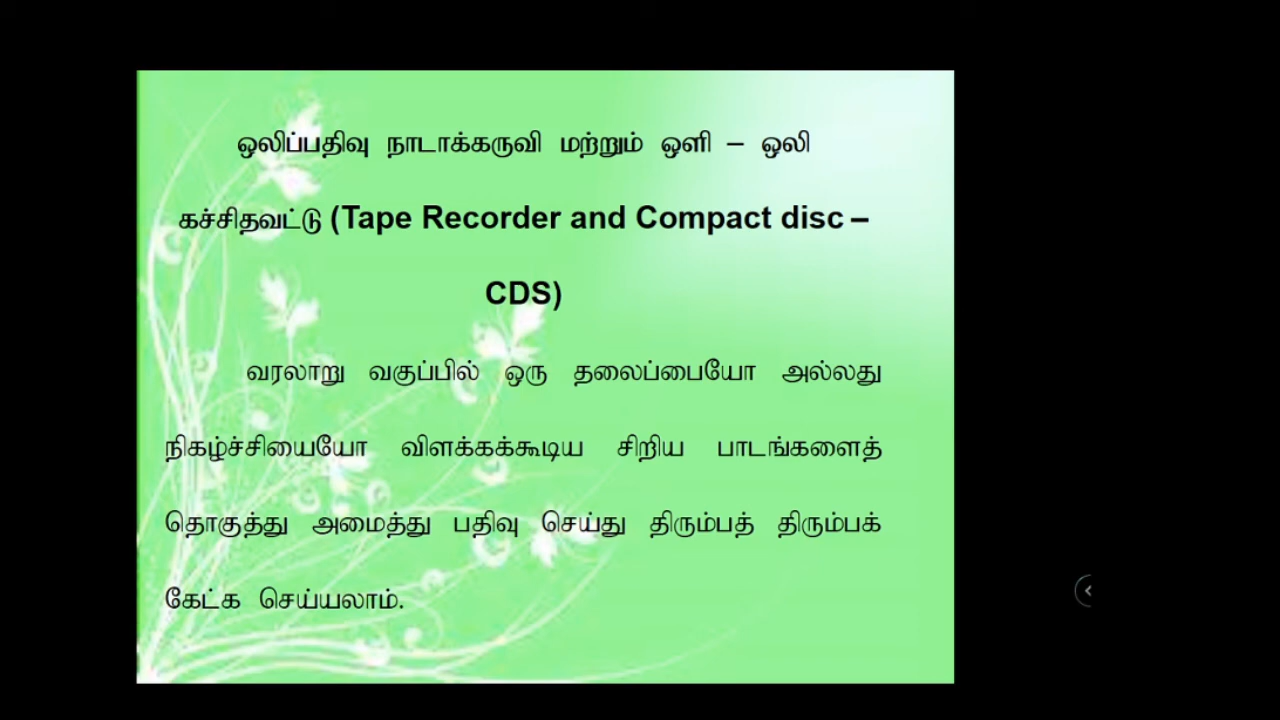 ஒலிப்பதிவு நாடாக்கருவி மற்றும் ஒளி – ஒலி
கச்சிதவட்டு (Tape Recorder and Compact disc –
CDS)
வரலாறு வகுப்பில் ஒரு தலைப்பையோ அல்லது
நிகழ்ச்சியையோ விளக்கக்கூடிய சிறிய பாடங்களைத்
தொகுத்து அமைத்து பதிவு செய்து திரும்பத் திரும்பக்
கேட்க செய்யலாம்.